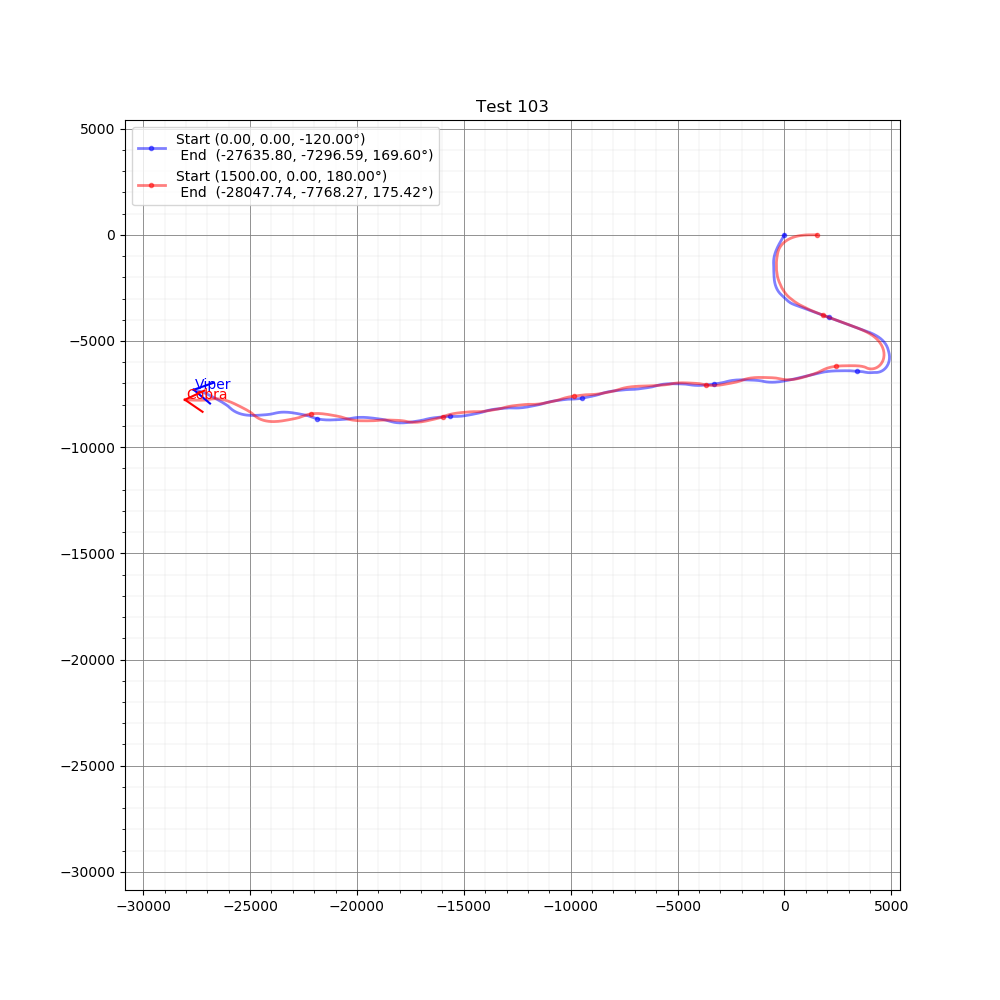 Test 103
Start (0.00, 0.00, -120.00°)
End (-27635.80, -7296.59, 169.60°)
Start (1500.00, 0.00, 180.00°)
End (-28047.74, -7768.27, 175.42°)
5000
0
−5000
−10000
−15000
−20000
−25000
−30000
Viper
Cobra
−30000 −25000 −20000 −15000 −10000 −5000 0 5000